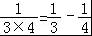 1/(3×4) = 1/3 - 1/4